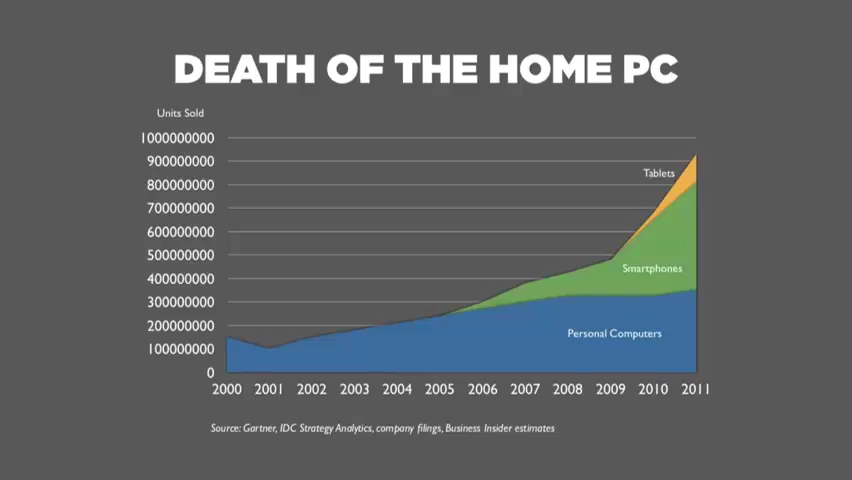 DEATH OF THE HOME PC
Units Sold
1000000000
900000000
800000000
700000000
600000000
500000000
400000000
300000000
200000000
100000000
0
Tablets
Smartphones
Personal Computers
2000 2001 2002 2003 2004 2005 2006 2007 2008 2009 2010 2011
Source: Gartner, IDC Strategy Analytics, company filings, Business Insider estimates